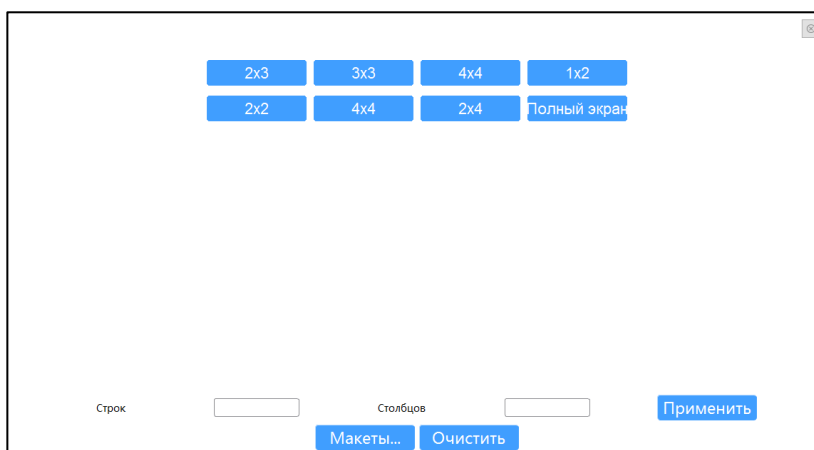 2x3 3x3 4x4 1x2
2x2 4x4 2x4 Полный экран
Строк Столбцов Применить
Макеты... Очистить